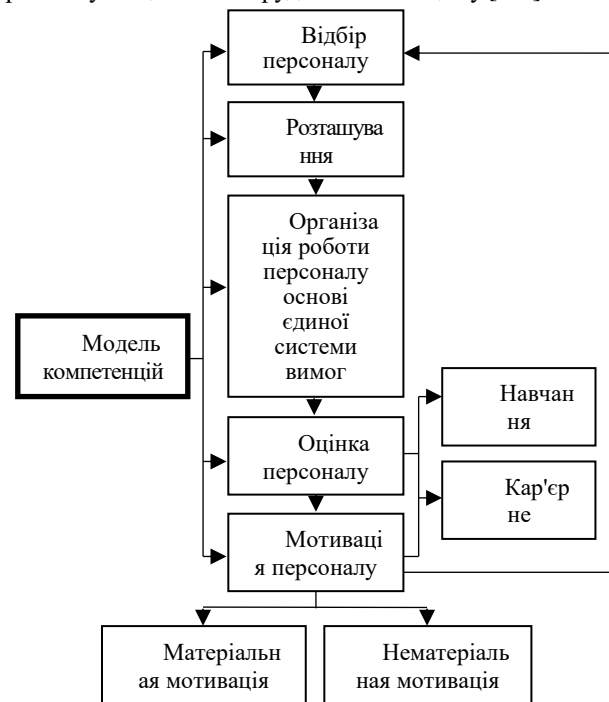 Відбір
персоналу
Розташува
ння
Організа
ція роботи
персоналу
основі
єдиної
системи
вимог
Модель
компетенцій
Навчан
ня
Оцінка
персоналу
Кар'єр
не
Мотиваці
я персоналу
Матеріальн
ая мотивація
Нематеріаль
ная мотивація